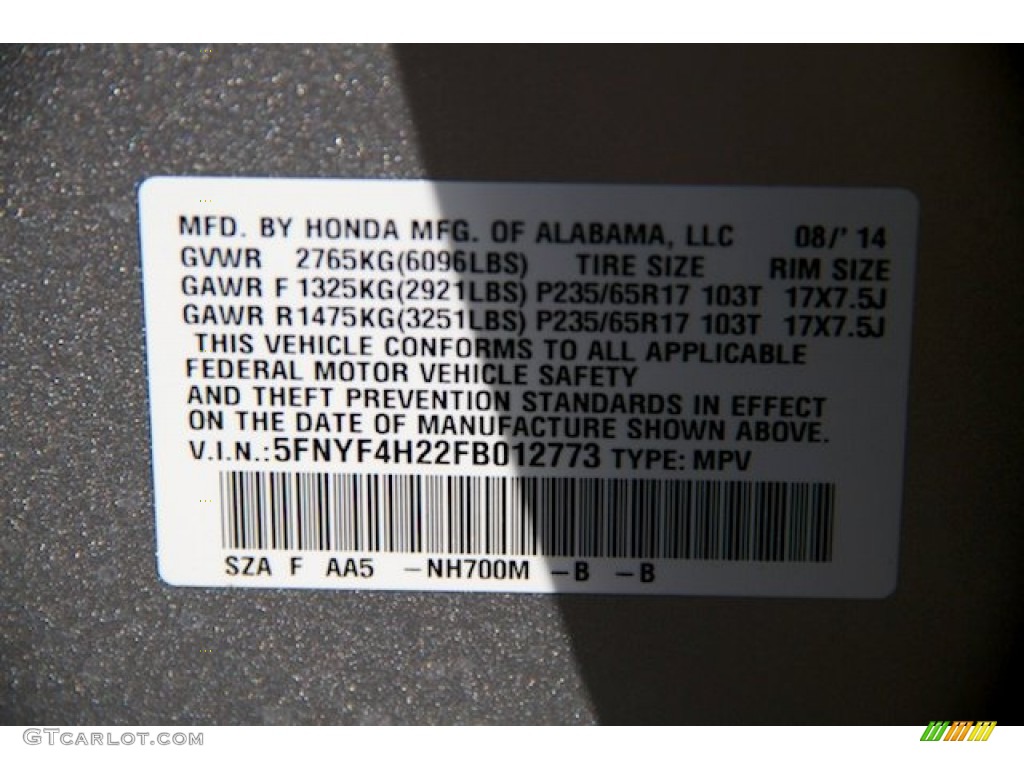 MFD. BY HONDA MFG. OF ALABAMA, LLC 08/' 14
GVWR 2765KG(6096LBS) TIRE SIZE RIM SIZE
GAWR F 1325KG(2921LBS) P235/65R17 103T 17X7.5J
GAWR R1475KG(3251LBS) P235/65R17 103T 17X7.5J
THIS VEHICLE CONFORMS TO ALL APPLICABLE
FEDERAL MOTOR VEHICLE SAFETY
AND THEFT PREVENTION STANDARDS IN EFFECT
ON THE DATE OF MANUFACTURE SHOWN ABOVE.
V.I.N.: 5FNYF4H22FB012773 TYPE: MPV
SZA F AA5 -NH700M -B -B
GTCARLOT.COM